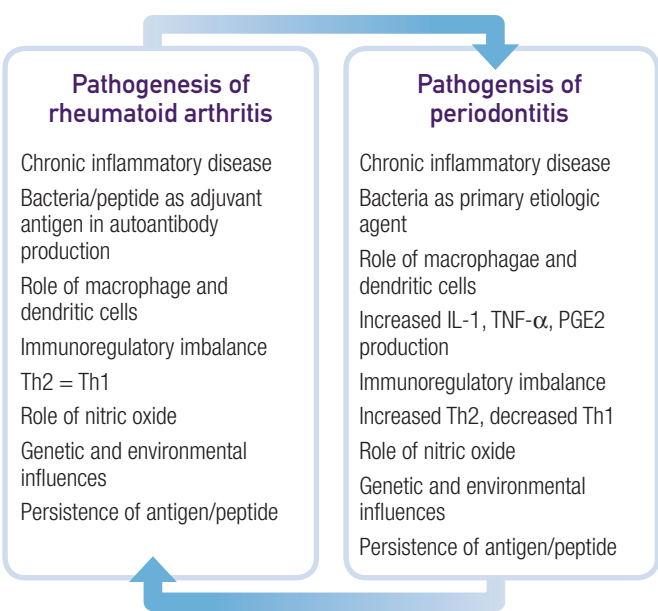 Pathogenesis of
rheumatoid arthritis
Chronic inflammatory disease
Bacteria/peptide as adjuvant
antigen in autoantibody
production
Role of macrophage and
dendritic cells
Immunoregulatory imbalance
Th2 = Th1
Role of nitric oxide
Genetic and environmental
influences
Persistence of antigen/peptide
Pathogensis of
periodontitis
Chronic inflammatory disease
Bacteria as primary etiologic
agent
Role of macrophagae and
dendritic cells
Increased IL-1, TNF-α, PGE2
production
Immunoregulatory imbalance
Increased Th2, decreased Th1
Role of nitric oxide
Genetic and environmental
influences
Persistence of antigen/peptide